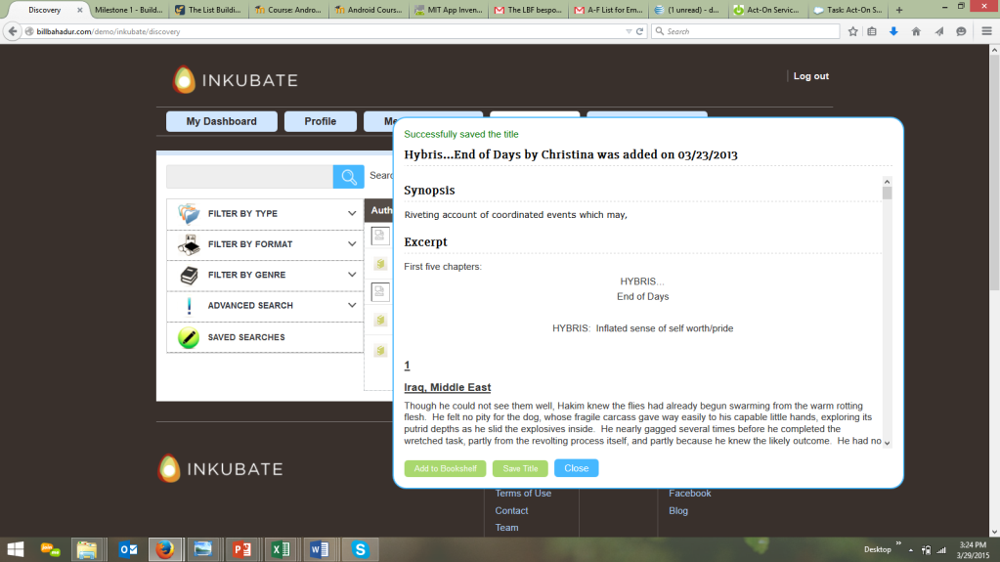 Discovery
Milestone 1 - Build...
The List Buildi...
Course: Andro...
Android Cours...
MIT App Inven...
The LBF bespo...
A-F List for Em...
(1 unread) - d...
Act-On Servic...
Task: Act-On S...
billbahadur.com/demo/inkubate/discovery
Search
INKUBATE
Log out
My Dashboard
Profile
Me
Successfully saved the title
Hybris...End of Days by Christina was added on 03/23/2013
Searc
Synopsis
Riveting account of coordinated events which may,
FILTER BY TYPE
Auth
FILTER BY FORMAT
Excerpt
First five chapters:
FILTER BY GENRE
HYBRIS...
End of Days
ADVANCED SEARCH
HYBRIS: Inflated sense of self worth/pride
SAVED SEARCHES
1
Iraq, Middle East
Though he could not see them well, Hakim knew the flies had already begun swarming from the warm rotting
flesh. He felt no pity for the dog, whose fragile carcass gave way easily to his capable little hands, exploring its
putrid depths as he slid the explosives inside. He nearly gagged several times before he completed the
wretched task, partly from the revolting process itself, and partly because he knew the likely outcome. He had no
Add to Bookshelf
Save Title
Close
INKUBATE
Terms of Use
Facebook
Contact
Blog
Team
Desktop
3:24 PM
3/29/2015